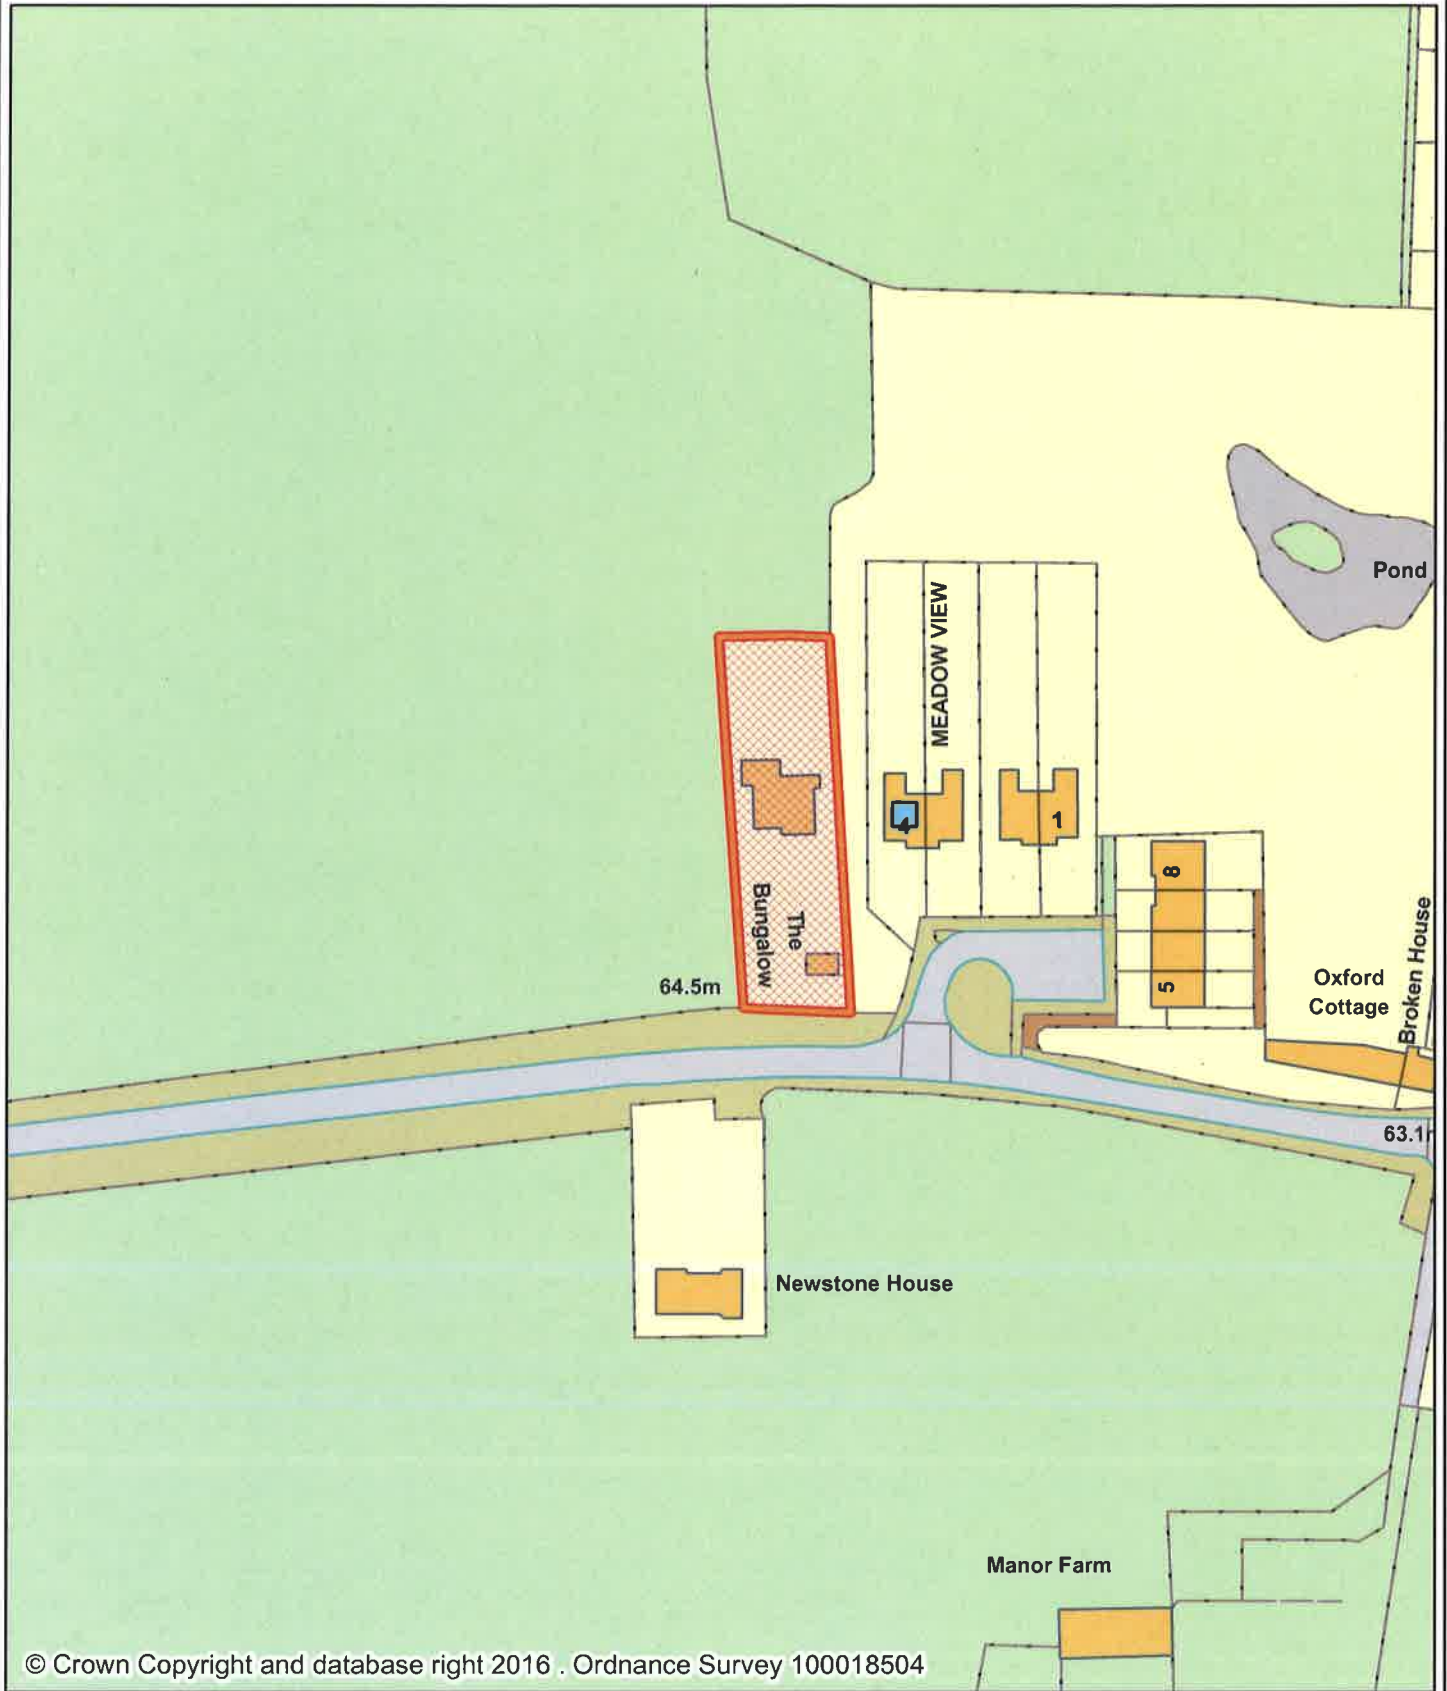 Pond
MEADOW VIEW
4
1
8
5
The
Bungalow
64.5m
Oxford
Cottage
Broken House
63.1
Newstone House
Manor Farm
© Crown Copyright and database right 2016 . Ordnance Survey 100018504